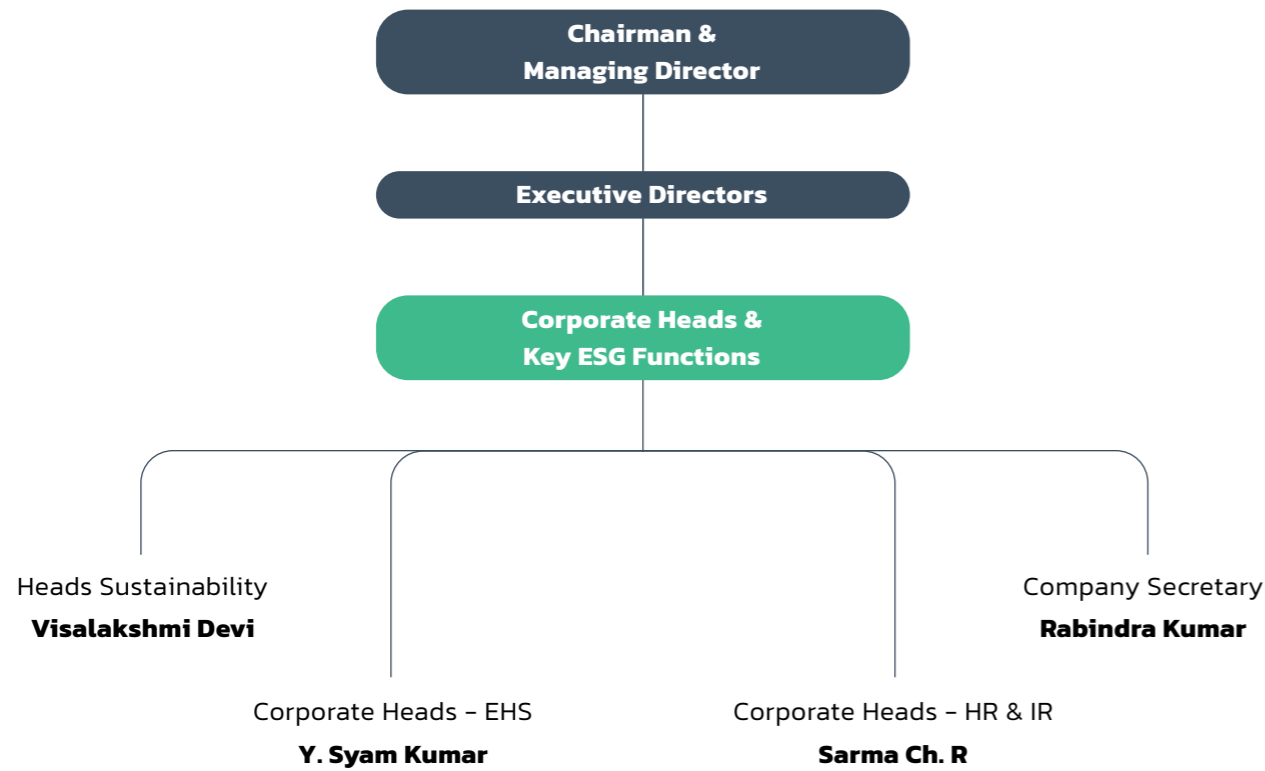 Chairman &
Managing Director
Executive Directors
Corporate Heads &
Key ESG Functions
Heads Sustainability
Visalakshmi Devi
Company Secretary
Rabindra Kumar
Corporate Heads – EHS
Y. Syam Kumar
Corporate Heads – HR & IR
Sarma Ch. R